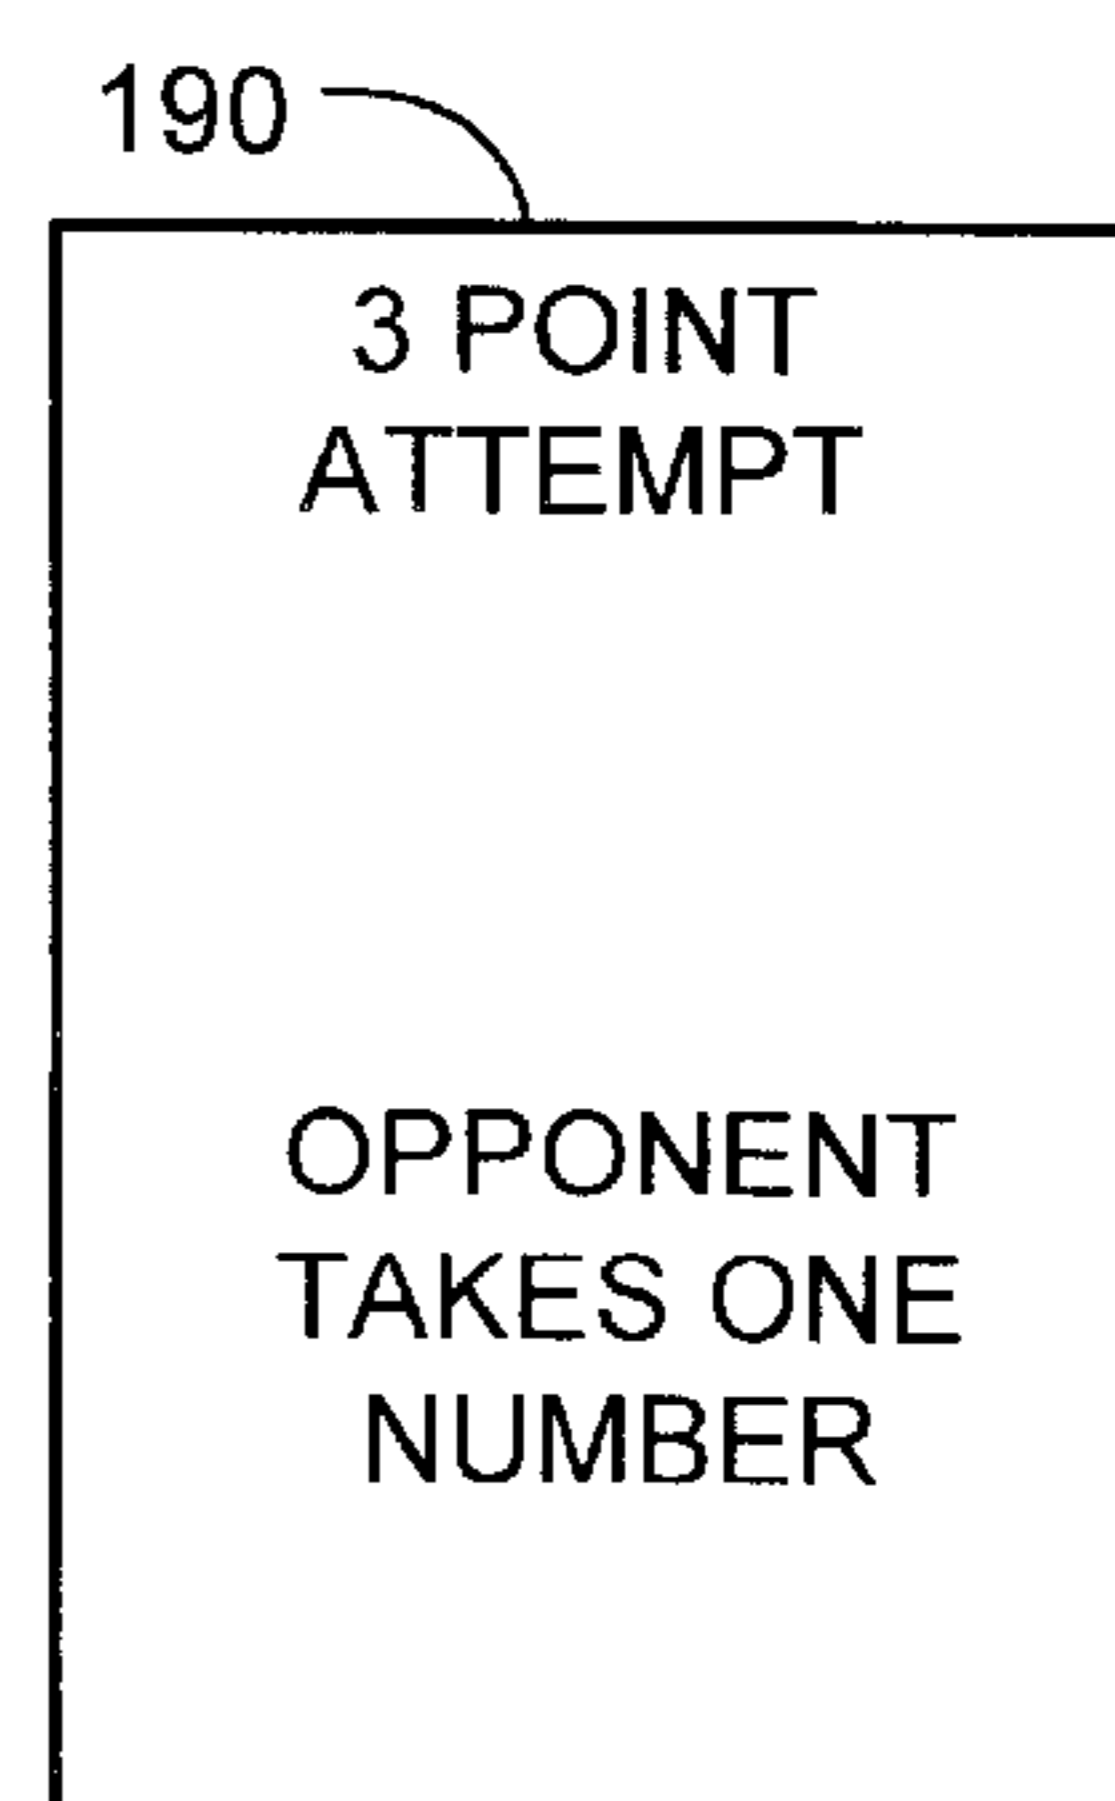 190
3 POINT
ATTEMPT
OPPONENT
TAKES ONE
NUMBER